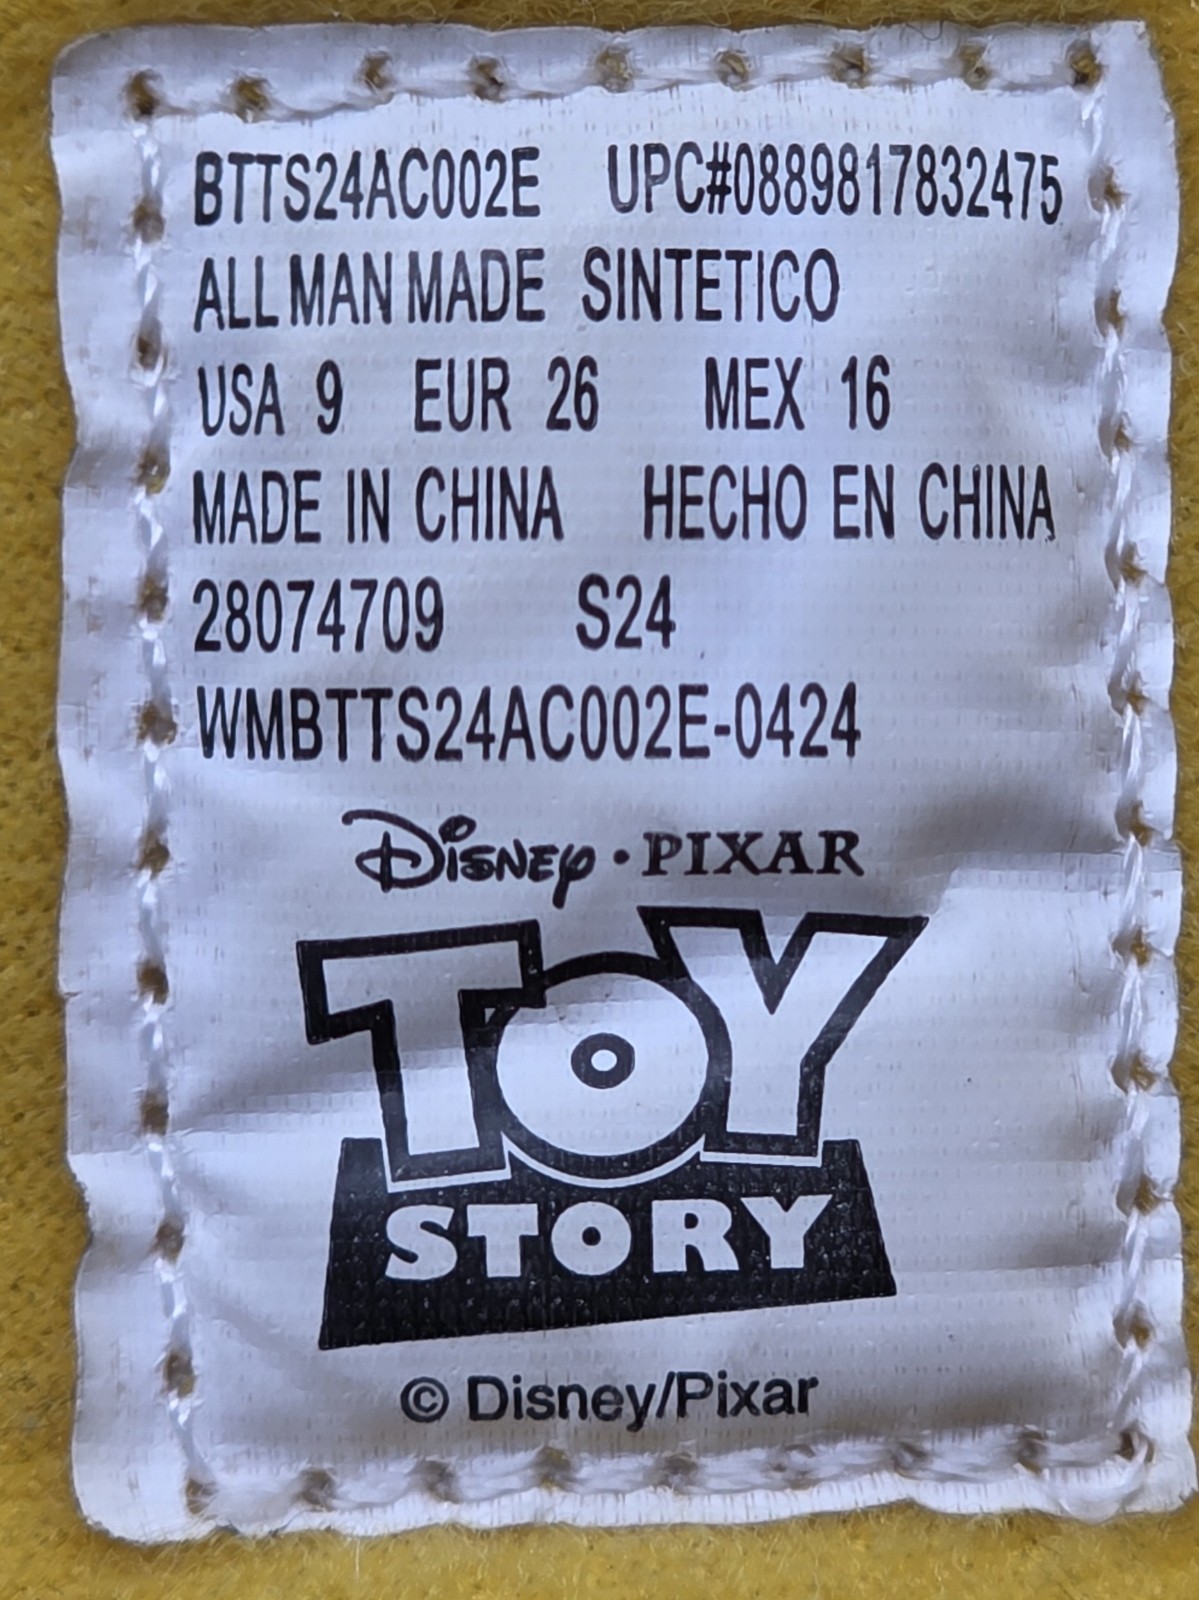 BTTS24AC002E UPC#0889817832475
ALL MAN MADE SINTETICO
USA 9 EUR 26 MEX 16
MADE IN CHINA HECHO EN CHINA
28074709 S24
WMBTTS24AC002E-0424
Disney · PIXAR
TOY
STORY
© Disney/Pixar